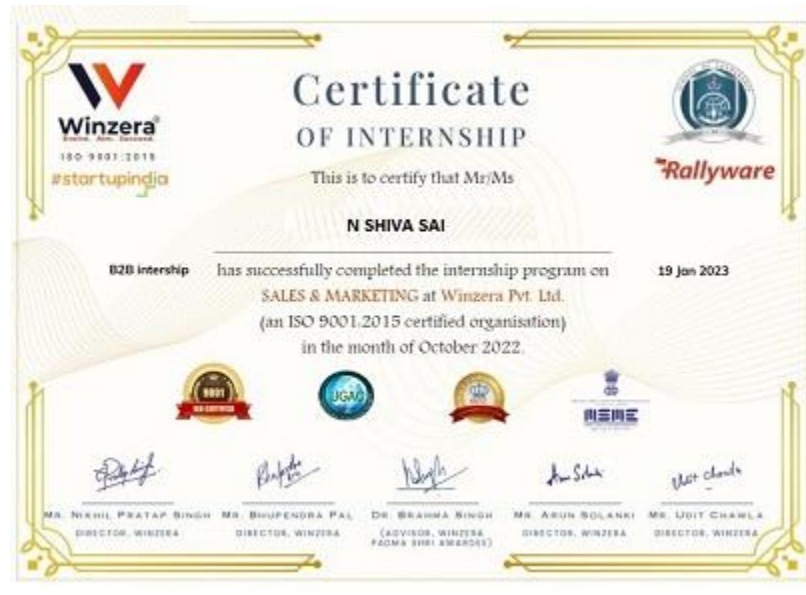 Winzera
ISO 9001:2015
#startupindia
Certificate
OF INTERNSHIP
This is to certify that Mr/Ms
Rallyware
N SHIVA SAI
B2B intership
has successfully completed the internship program on
19 Jan 2023
SALES & MARKETING at Winzera Pvt. Ltd.
(an ISO 9001:2015 certified organisation)
in the month of October 2022.
9001
UGAC
MSME
MR. NIKHIL PRATAP SINGH
DIRECTOR, WINZERA
MR. BHUPENDRA PAL
DIRECTOR, WINZERA
DR. BRAHMA SINGH
(ADVISOR, WINZERA
PADMA SHRI AWARDEE)
MR. ARUN SOLANKI
DIRECTOR, WINZERA
MR. UDIT CHAWLA
DIRECTOR, WINZERA